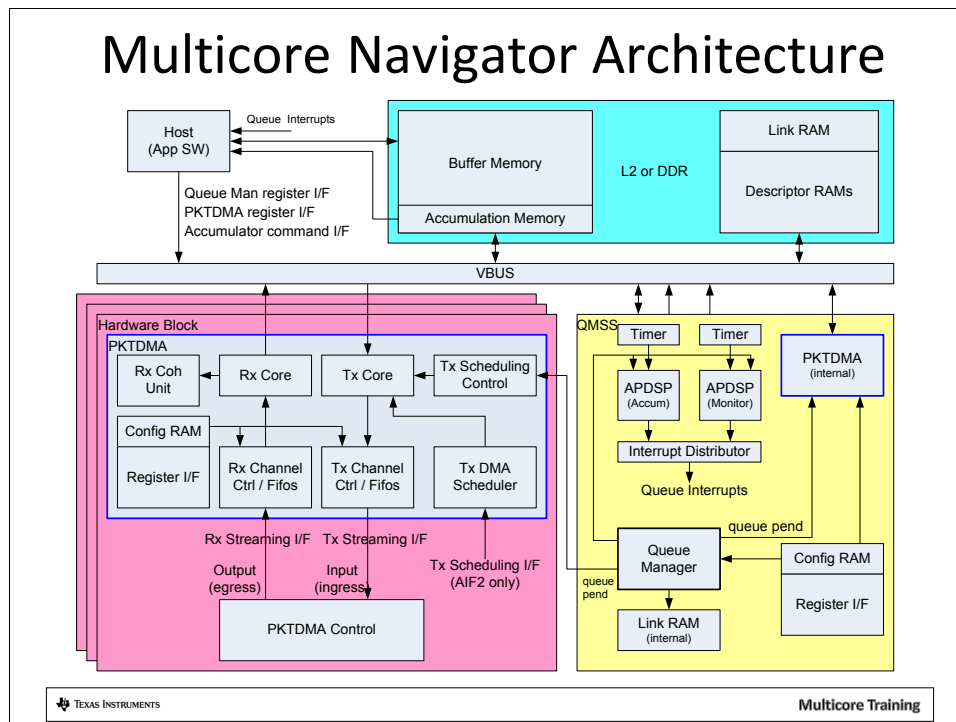 Multicore Navigator Architecture
Queue Interrupts
Host
(App SW)
Buffer Memory
Accumulation Memory
L2 or DDR
Link RAM
Descriptor RAMs
Queue Man register I/F
PKTDMA register I/F
Accumulator command I/F
VBUS
Hardware Block
PKTDMA
Rx Coh
Unit
Rx Core
Tx Core
Tx Scheduling
Control
Config RAM
Register I/F
Rx Channel
Ctrl / Fifos
Tx Channel
Ctrl / Fifos
Tx DMA
Scheduler
Rx Streaming I/F
Tx Streaming I/F
Output
(egress)
Input
(ingress)
Tx Scheduling I/F
(AIF2 only)
PKTDMA Control
QMSS
Timer
Timer
APDSP
(Accum)
APDSP
(Monitor)
PKTDMA
(internal)
Interrupt Distributor
Queue Interrupts
queue pend
Queue
Manager
queue
pend
Config RAM
Register I/F
Link RAM
(internal)
TEXAS INSTRUMENTS
Multicore Training